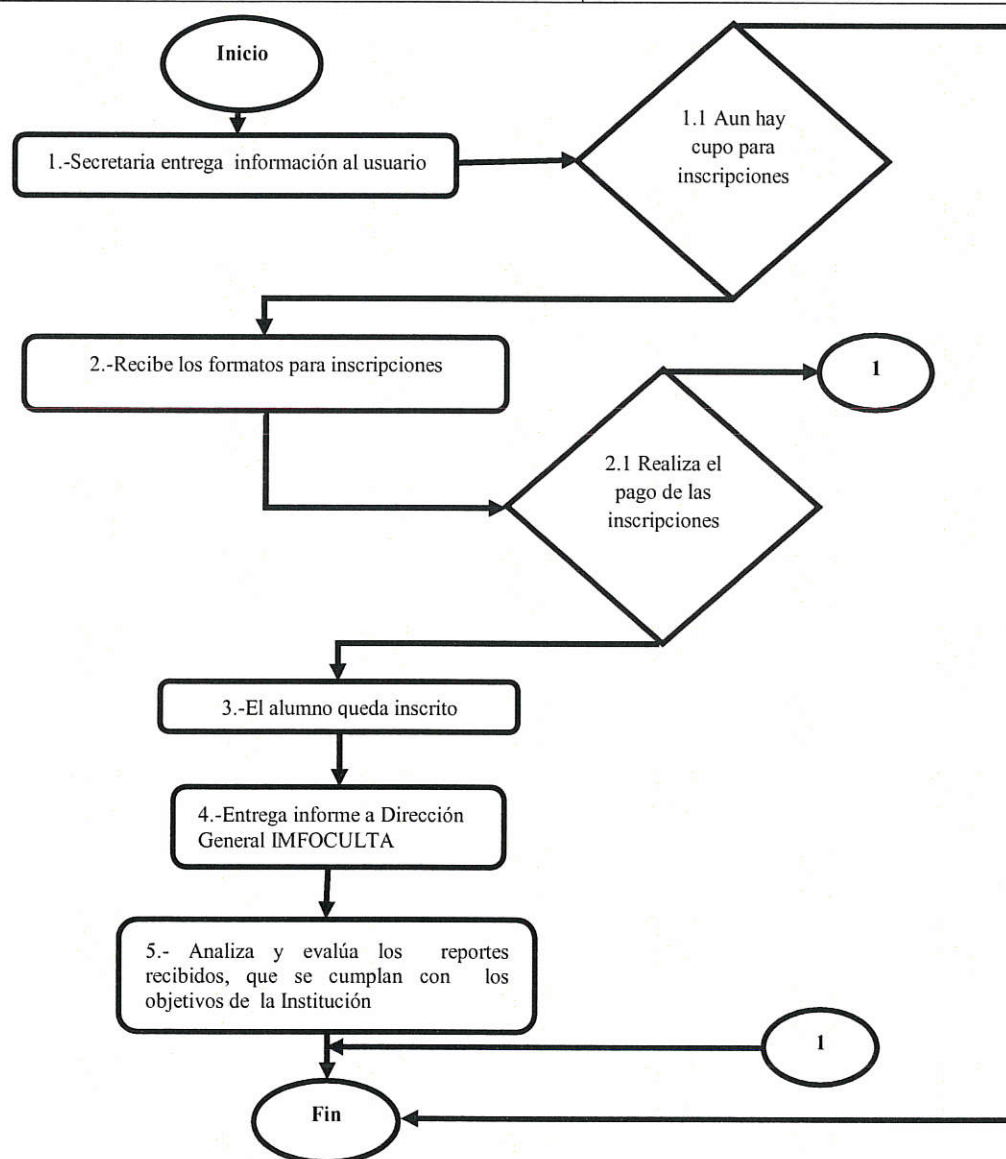 Inicio
1.1 Aun hay
cupo para
inscripciones
1.-Secretaria entrega información al usuario
2.-Recibe los formatos para inscripciones
1
2.1 Realiza el
pago de las
inscripciones
3.-El alumno queda inscrito
4.-Entrega informe a Dirección
General IMFOCULTA
5.- Analiza y evalúa los reportes
recibidos, que se cumplan con los
objetivos de la Institución
1
Fin